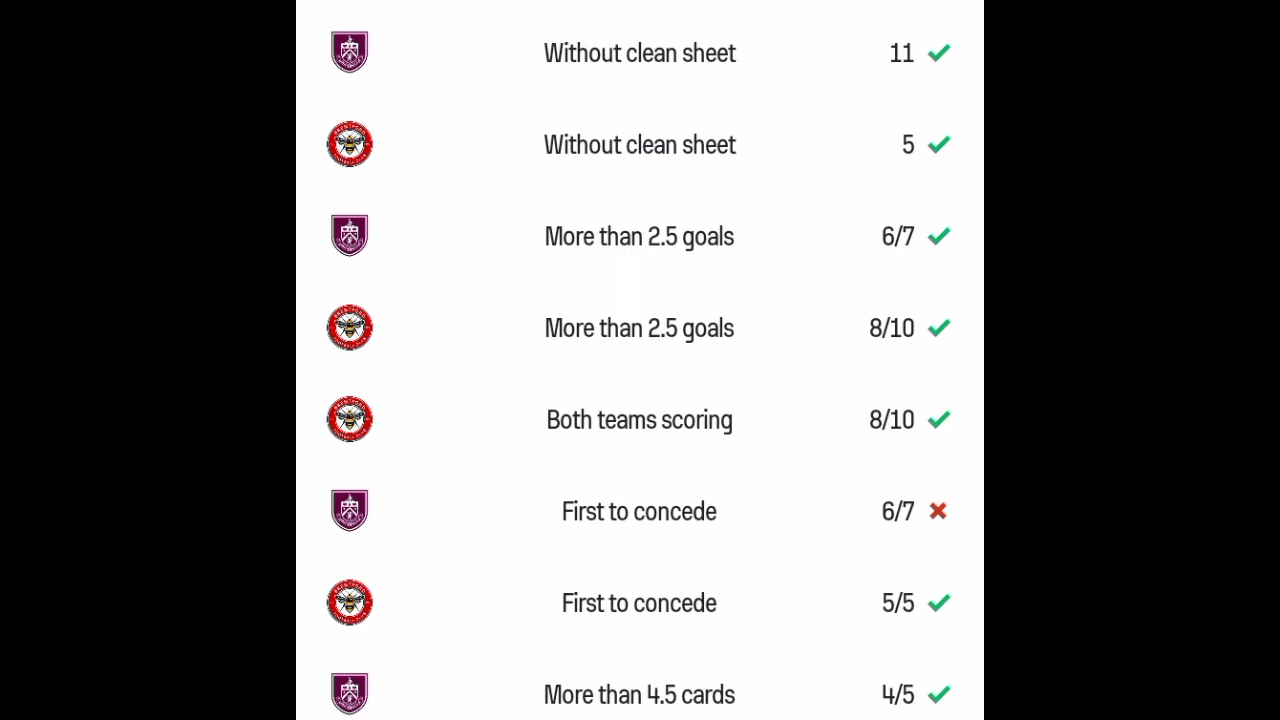 Without clean sheet 11
Without clean sheet 5
More than 2.5 goals 6/7
More than 2.5 goals 8/10
Both teams scoring 8/10
First to concede 6/7
First to concede 5/5
More than 4.5 cards 4/5